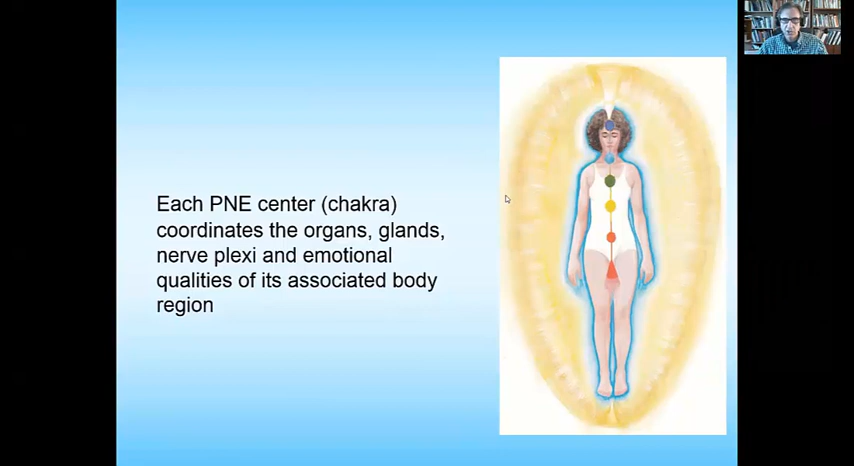 Each PNE center (chakra)
coordinates the organs, glands,
nerve plexi and emotional
qualities of its associated body
region